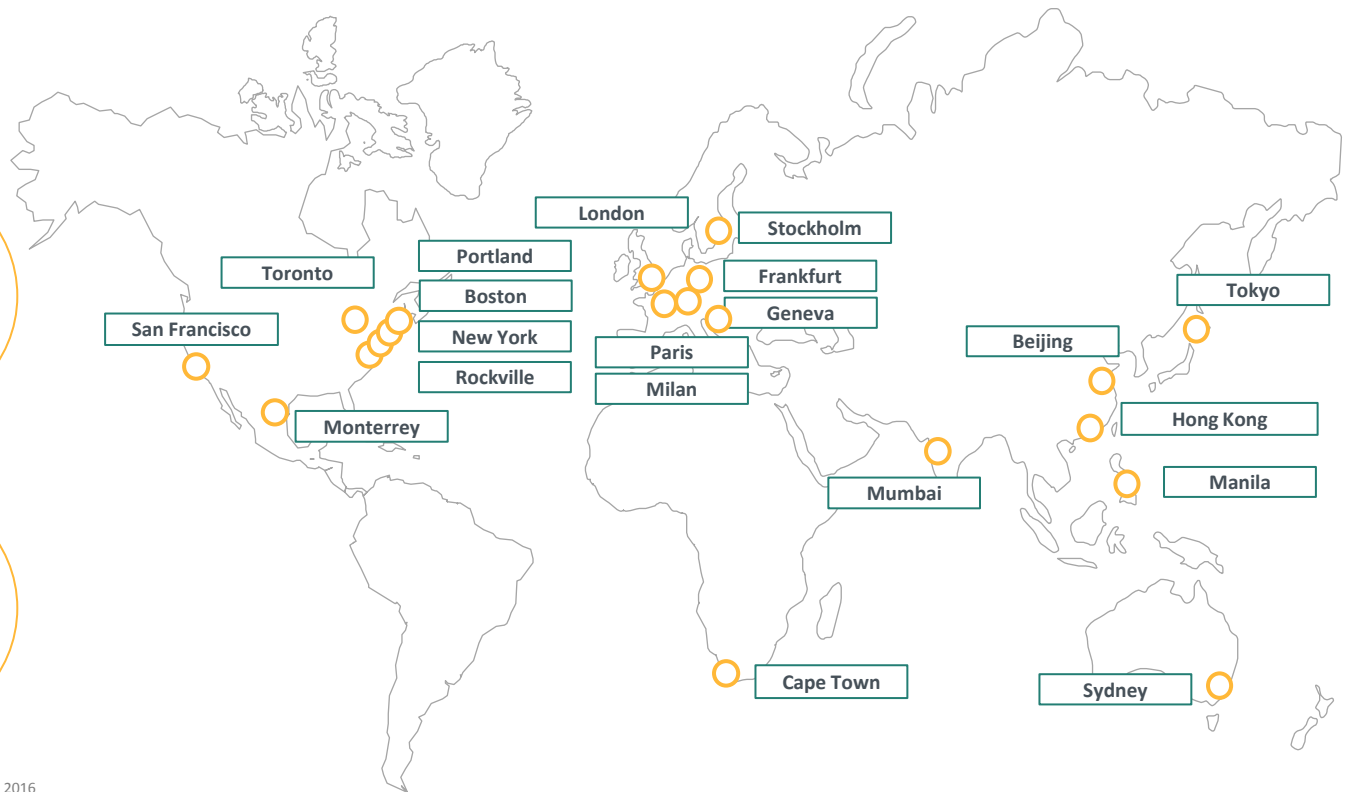 London
Stockholm
Portland
Toronto
Frankfurt
Boston
Tokyo
Geneva
San Francisco
New York
Beijing
Paris
Rockville
Milan
Monterrey
Hong Kong
Manila
Mumbai
Cape Town
Sydney
2016